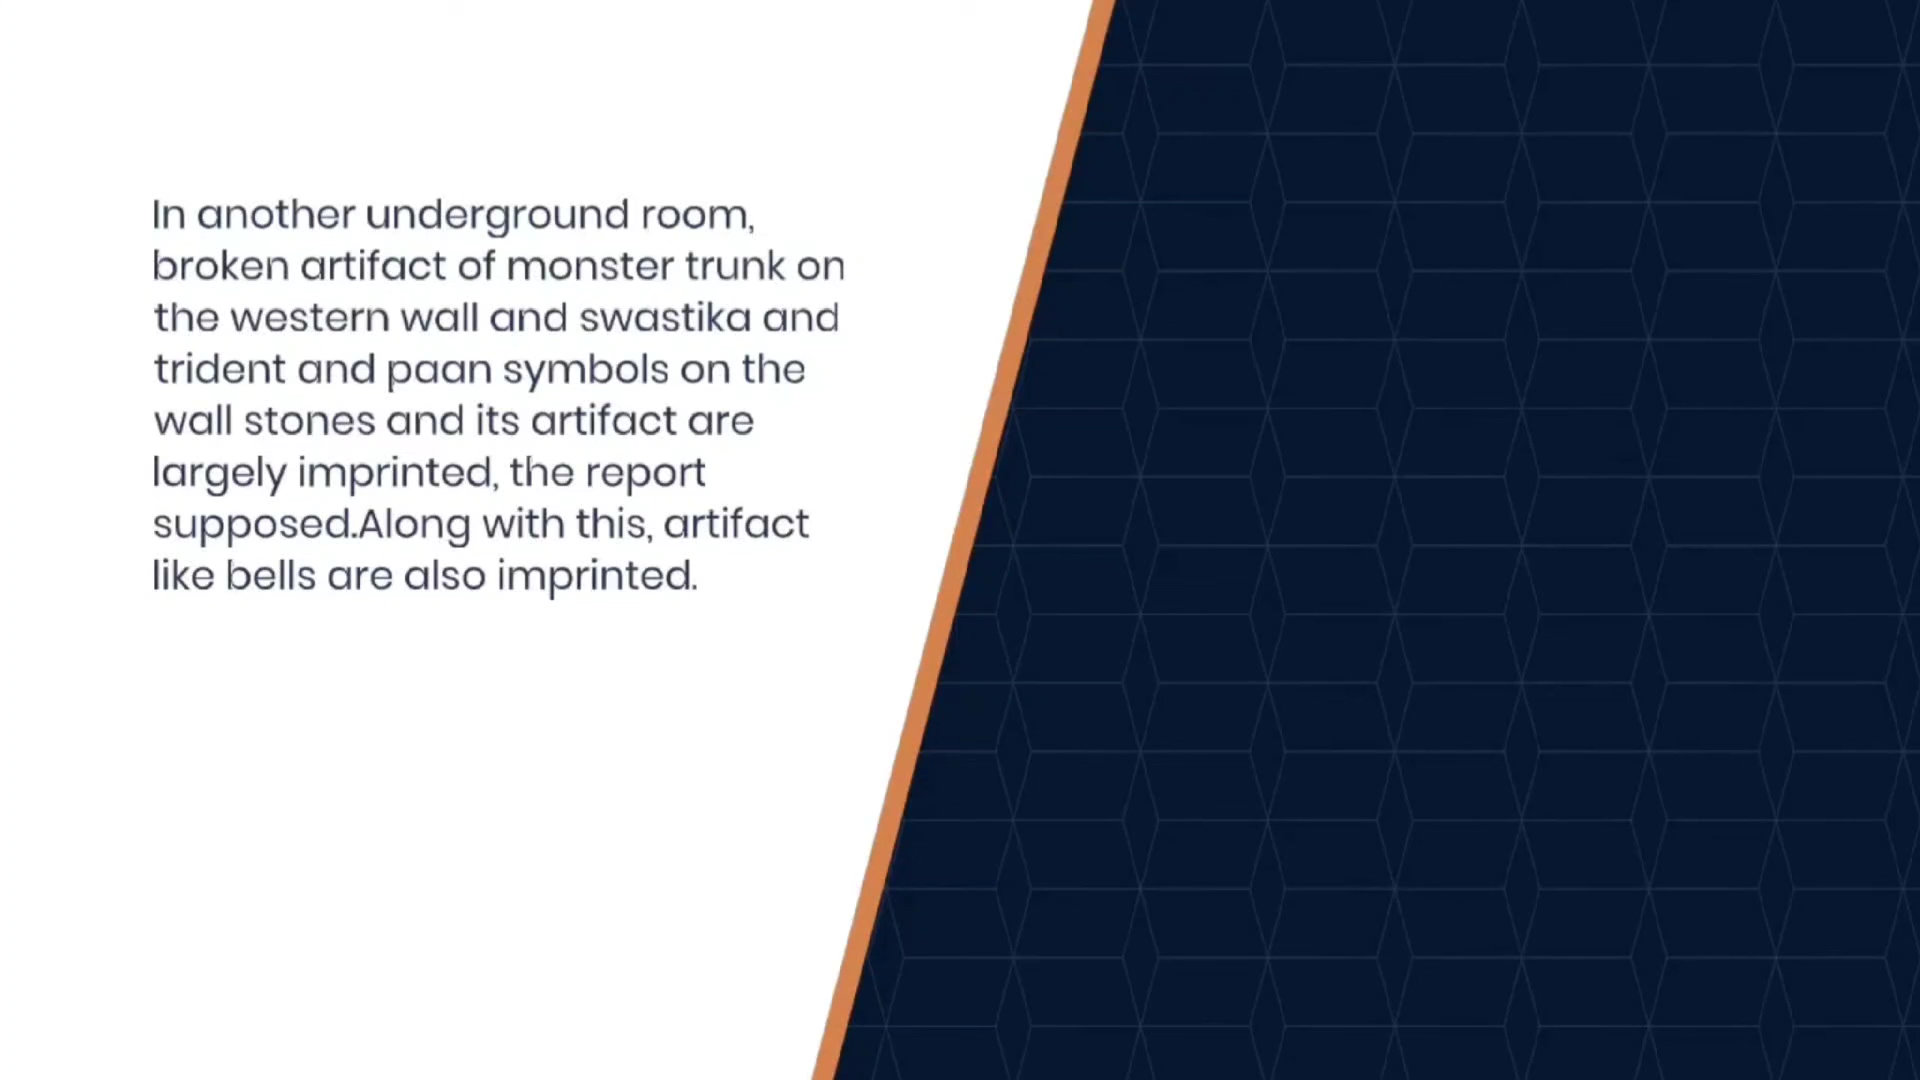 In another underground room,
broken artifact of monster trunk on
the western wall and swastika and
trident and paan symbols on the
wall stones and its artifact are
largely imprinted, the report
supposed.Along with this, artifact
like bells are also imprinted.